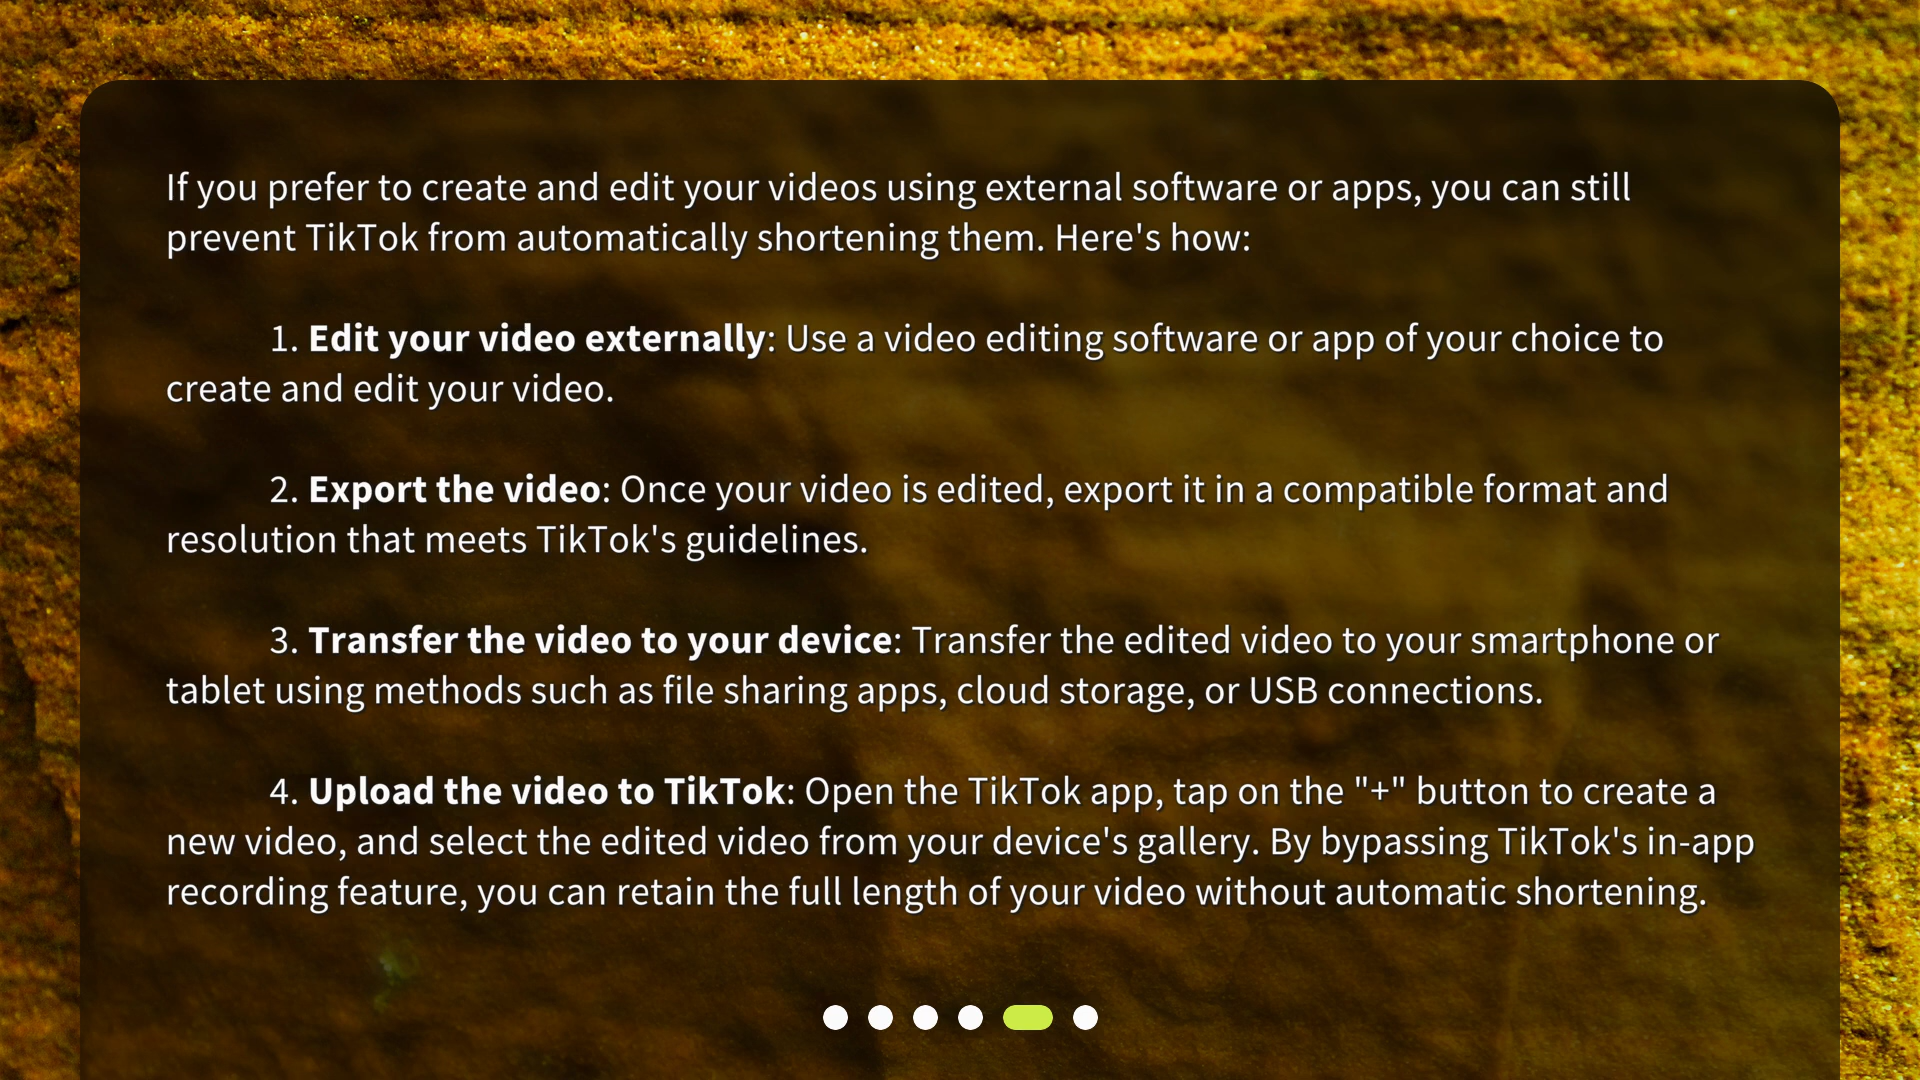 If you prefer to create and edit your videos using external software or apps, you can still
prevent TikTok from automatically shortening them. Here's how:
1. Edit your video externally: Use a video editing software or app of your choice to
create and edit your video.
2. Export the video: Once your video is edited, export it in a compatible format and
resolution that meets TikTok's guidelines.
3. Transfer the video to your device: Transfer the edited video to your smartphone or
tablet using methods such as file sharing apps, cloud storage, or USB connections.
4. Upload the video to TikTok: Open the TikTok app, tap on the "+" button to create a
new video, and select the edited video from your device's gallery. By bypassing TikTok's in-app
recording feature, you can retain the full length of your video without automatic shortening.